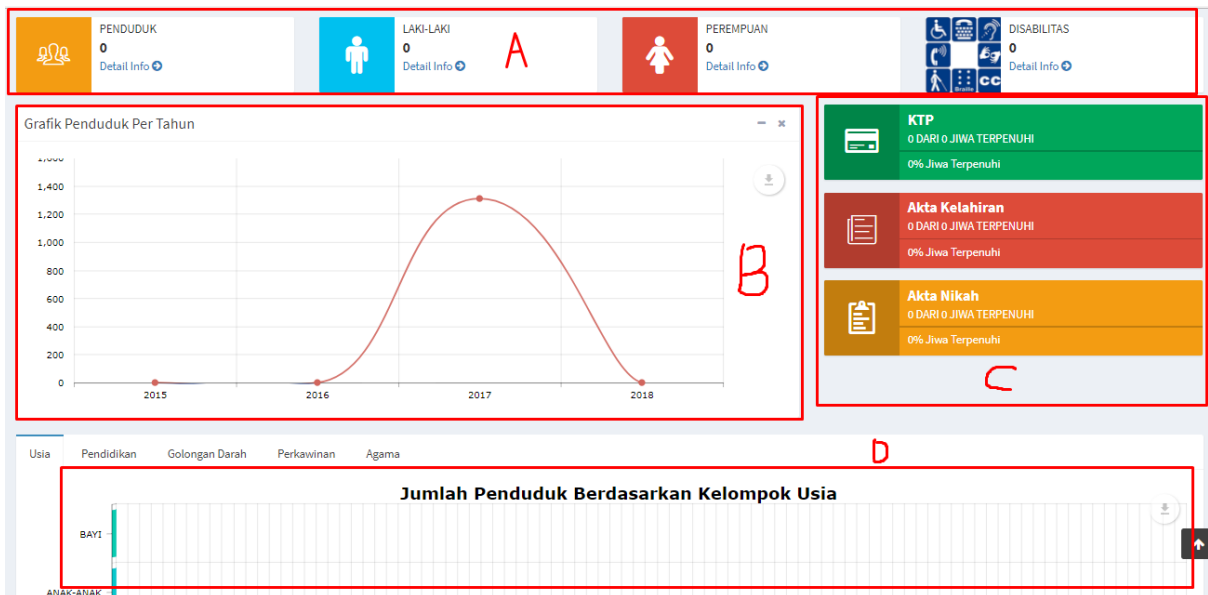 PENDUDUK
0
Detail Info
LAKI-LAKI
0
Detail Info
A
PEREMPUAN
0
Detail Info
Braille
CC
DISABILITAS
0
Detail Info
Grafik Penduduk Per Tahun
1,400
1,200
1,000
800
600
400
200
0
2015 2016 2017 2018
B
KTP
0 DARI 0 JIWA TERPENUHI
0% Jiwa Terpenuhi
Akta Kelahiran
0 DARI 0 JIWA TERPENUHI
0% Jiwa Terpenuhi
Akta Nikah
0 DARI 0 JIWA TERPENUHI
0% Jiwa Terpenuhi
C
D
Usia Pendidikan Golongan Darah Perkawinan Agama
Jumlah Penduduk Berdasarkan Kelompok Usia
BAYI
ANAK-ANAK